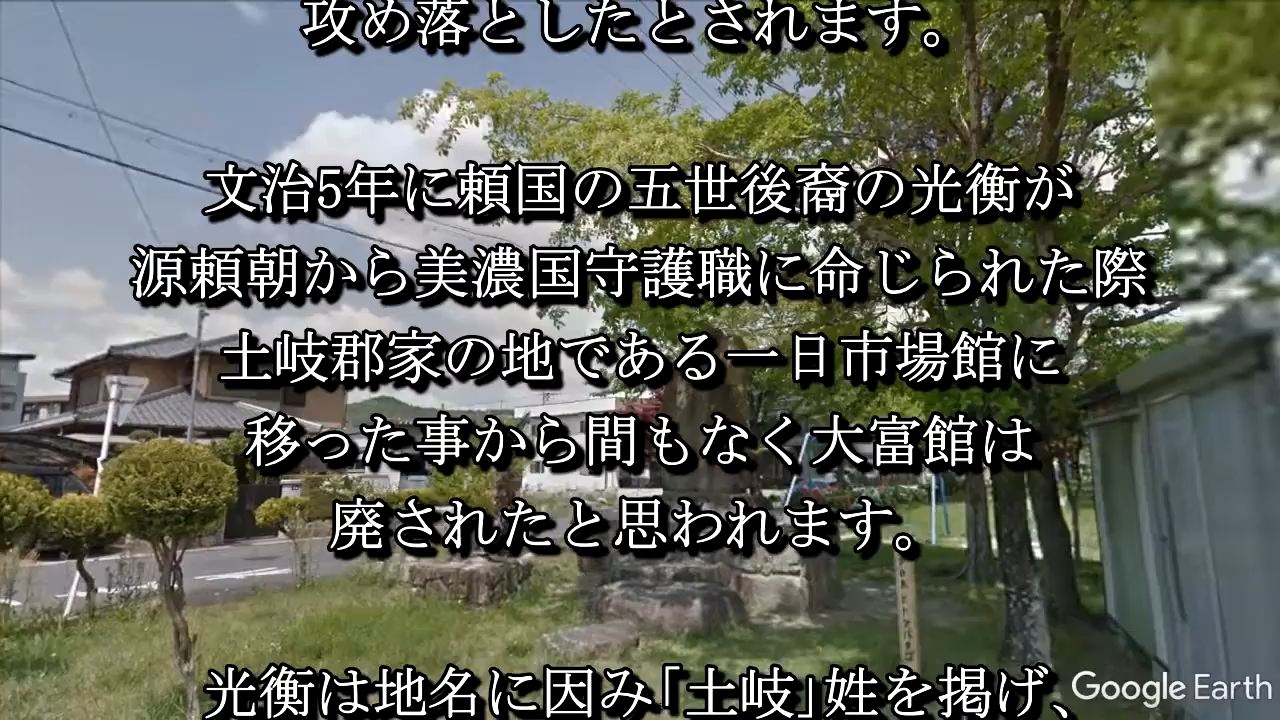 攻め落としたとされます。
文治5年に頼国の五世後裔の光衡が
源頼朝から美濃国守護職に命じられた際
土岐郡家の地である一日市場館に
移った事から間もなく大富館は
廃されたと思われます。
光衡は地名に因み「土岐」姓を掲げ、
Google Earth